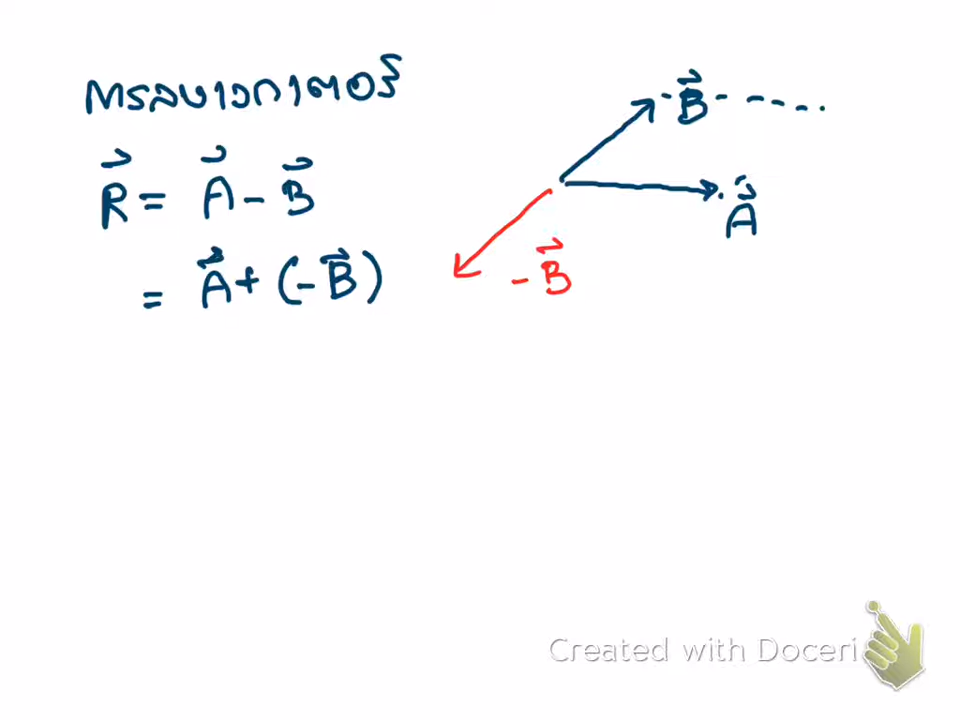 การลบเวกเตอร์
R⃗ = A⃗ - B⃗
= A⃗ + (-B⃗)
B⃗
A⃗
-B⃗
Created with Doceri